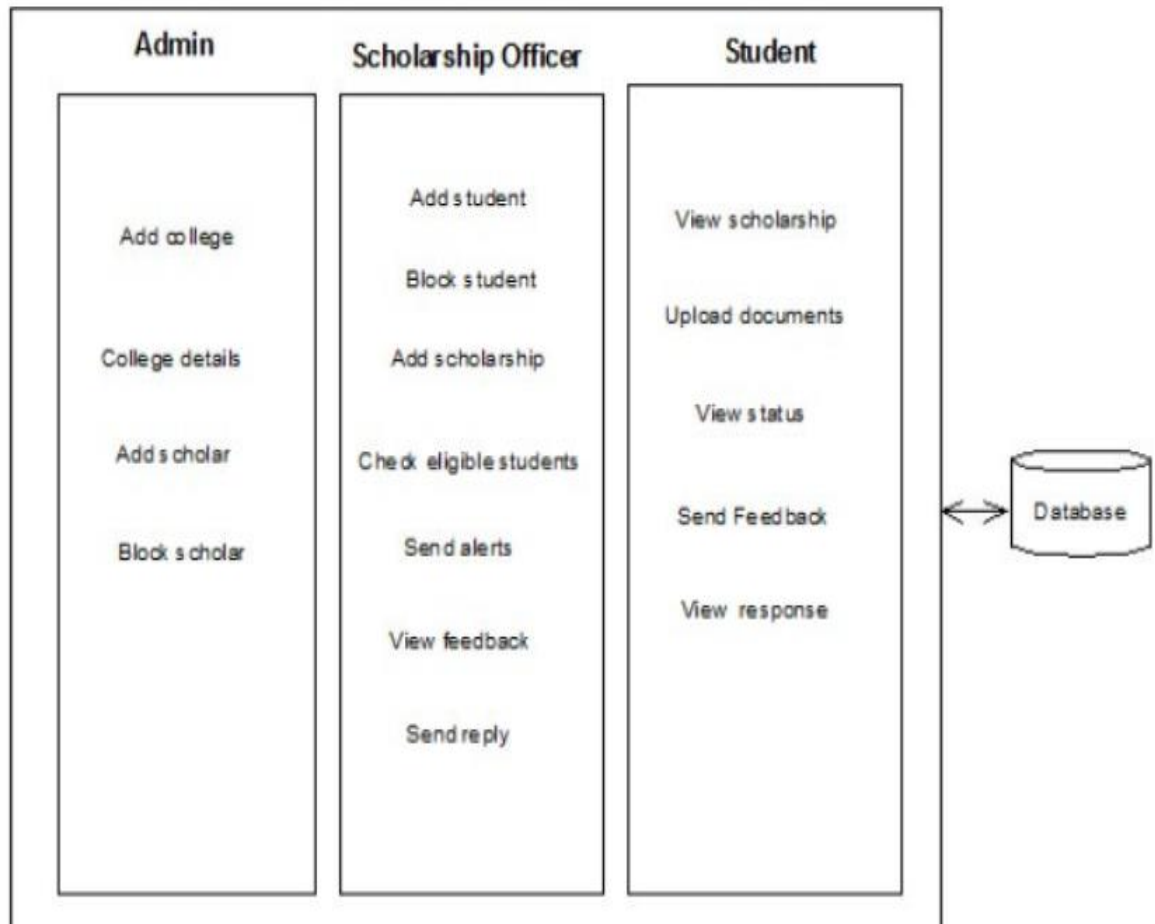 Admin
Add college
College details
Add scholar
Block scholar
Scholarship Officer
Add student
Block student
Add scholarship
Check eligible students
Send alerts
View feedback
Send reply
Student
View scholarship
Upload documents
View status
Send Feedback
View response
Database